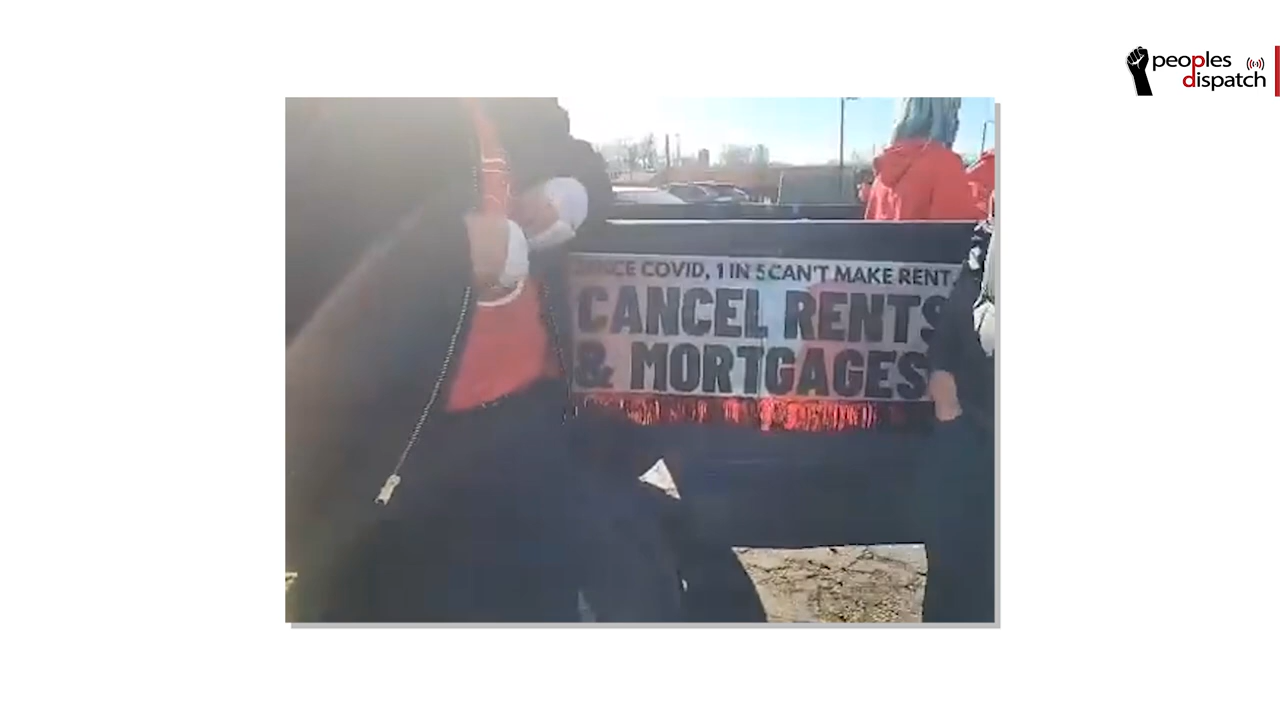 peoples
dispatch
COVID, 1 IN 5 CAN'T MAKE RENT
CANCEL RENTS
& MORTGAGES